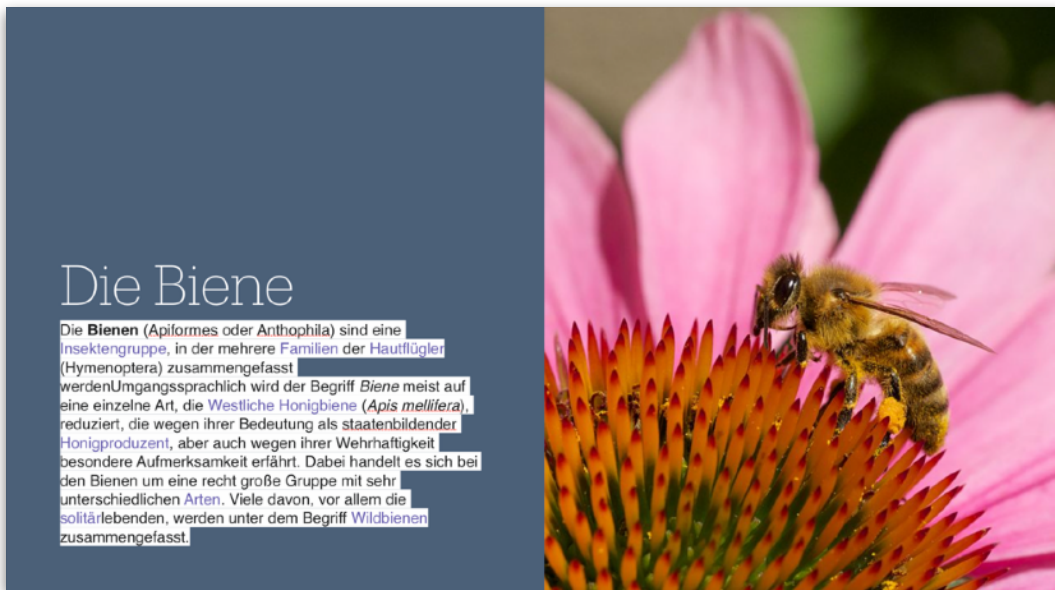 Die Biene
Die Bienen (Apiformes oder Anthophila) sind eine
Insektengruppe, in der mehrere Familien der Hautflügler
(Hymenoptera) zusammengefasst
werdenUmgangssprachlich wird der Begriff Biene meist auf
eine einzelne Art, die Westliche Honigbiene (Apis mellifera),
reduziert, die wegen ihrer Bedeutung als staatenbildender
Honigproduzent, aber auch wegen ihrer Wehrhaftigkeit
besondere Aufmerksamkeit erfährt. Dabei handelt es sich bei
den Bienen um eine recht große Gruppe mit sehr
unterschiedlichen Arten. Viele davon, vor allem die
solitärlebenden, werden unter dem Begriff Wildbienen
zusammengefasst.